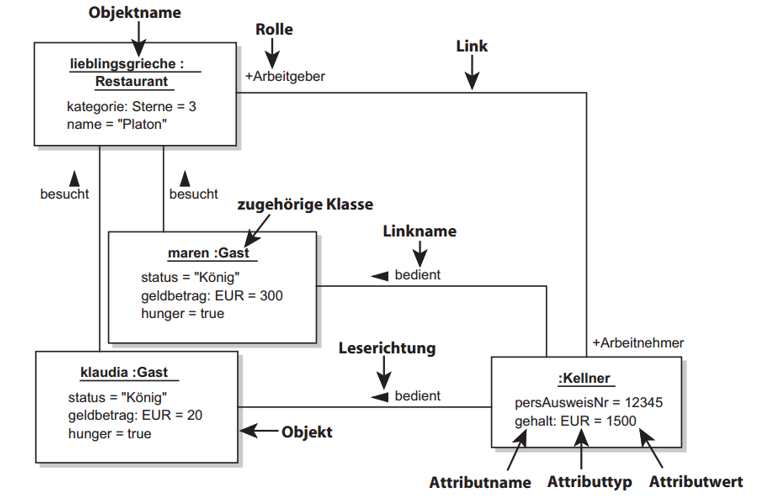 Objektname
Rolle
Link
lieblingsgrieche :
Restaurant
+Arbeitgeber
kategorie: Sterne = 3
name = "Platon"
besucht
besucht
zugehörige Klasse
Linkname
maren :Gast
status = "König"
geldbetrag: EUR = 300
hunger = true
bedient
+Arbeitnehmer
Leserichtung
klaudia :Gast
status = "König"
geldbetrag: EUR = 20
hunger = true
bedient
:Kellner
persAusweisNr = 12345
gehalt: EUR = 1500
Objekt
Attributname
Attributtyp
Attributwert